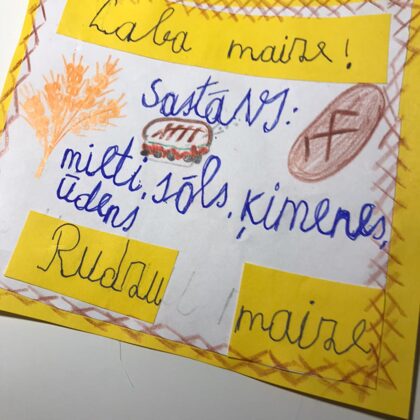 Laba maize!
Sastāvs:
milti, sāls, ķimenes,
ūdens
Rudzu maize